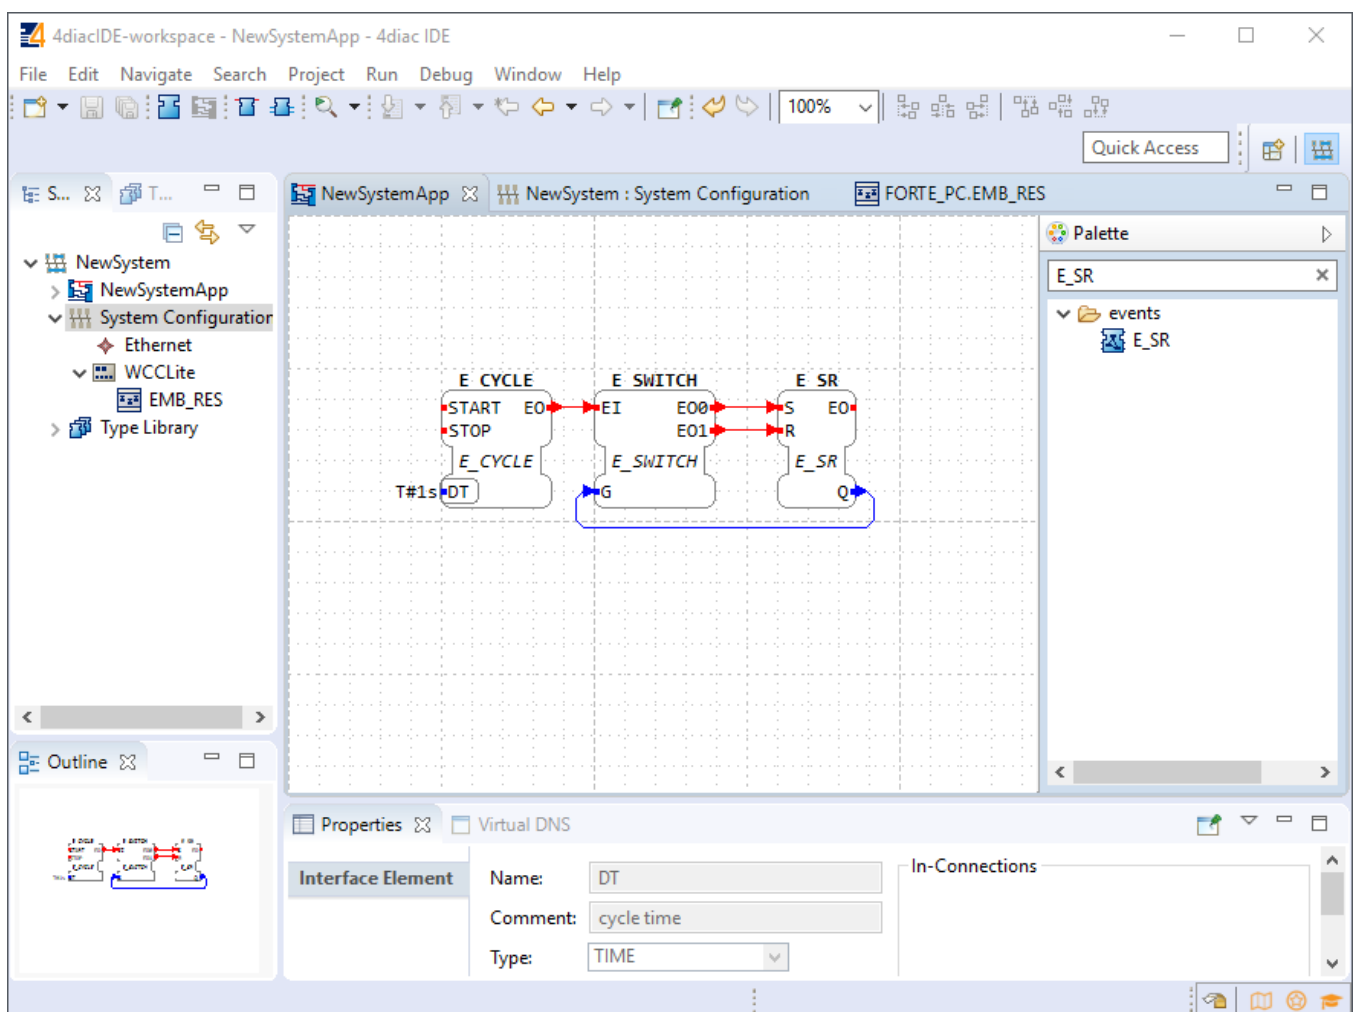 4diacIDE-workspace - NewSystemApp - 4diac IDE
File Edit Navigate Search Project Run Debug Window Help
100%
Quick Access
S... T...
NewSystemApp NewSystem : System Configuration FORTE_PC.EMB_RES
NewSystem
NewSystemApp
System Configuration
Ethernet
WCCLite
EMB_RES
Type Library
E_CYCLE E_SWITCH E_SR
START EO EI EO0 S EO
STOP EO1 R
E_CYCLE E_SWITCH E_SR
T#1s DT G Q
Palette
E_SR
events
E_SR
Outline
Properties Virtual DNS
Interface Element
Name: DT
Comment: cycle time
Type: TIME
In-Connections